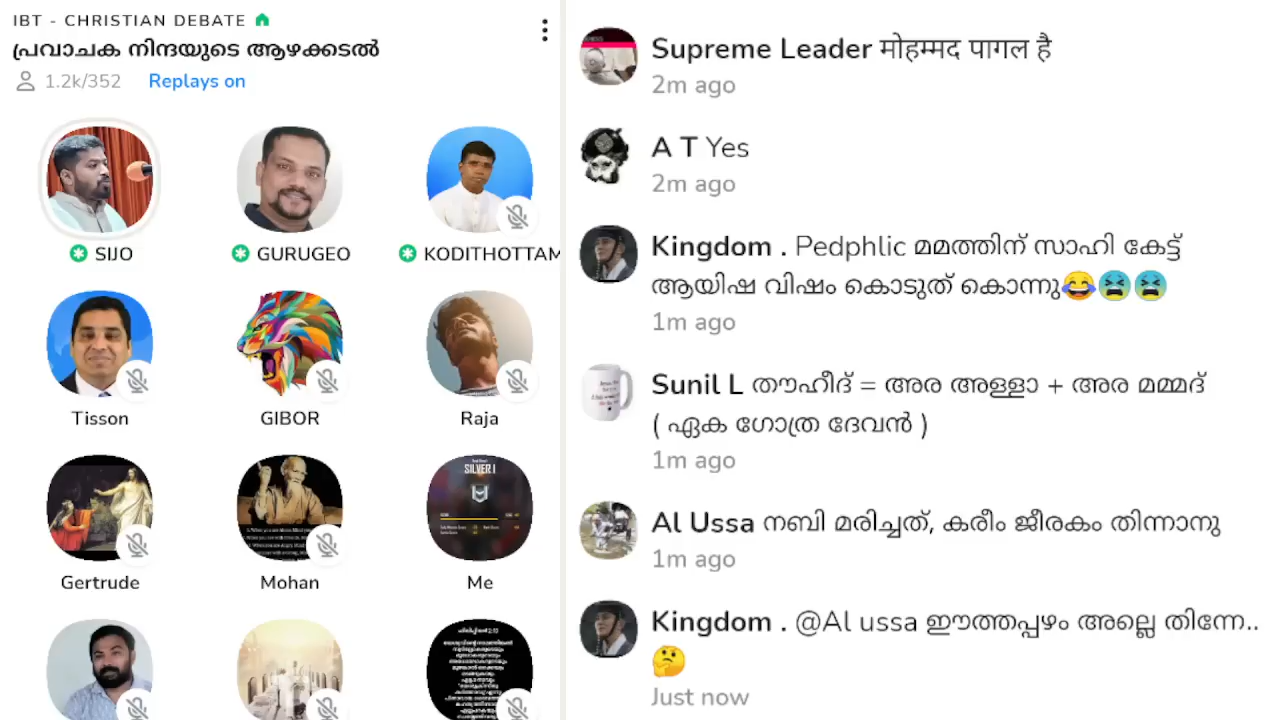 IBT - CHRISTIAN DEBATE
പ്രവാചക നിന്ദയുടെ ആഴക്കടൽ
1.2k/352 Replays on
SIJO
GURUGEO
KODITHOTTAM
Tisson
GIBOR
Raja
SILVER I
Gertrude
Mohan
Me
Supreme Leader मोहम्मद पागल है
2m ago
A T Yes
2m ago
Kingdom . Pedphlic മമത്തിന് സാഹി കേട്ട്
ആയിഷ വിഷം കൊടുത് കൊന്നു😂😫😫
1m ago
Sunil L തൗഹീദ് = അര അള്ളാ + അര മമ്മദ്
( ഏക ഗോത്ര ദേവൻ )
1m ago
Al Ussa നബി മരിച്ചത്, കരീം ജീരകം തിന്നാനു
1m ago
Kingdom . @Al ussa ഈത്തപ്പഴം അല്ലെ തിന്നേ..
🤔
Just now